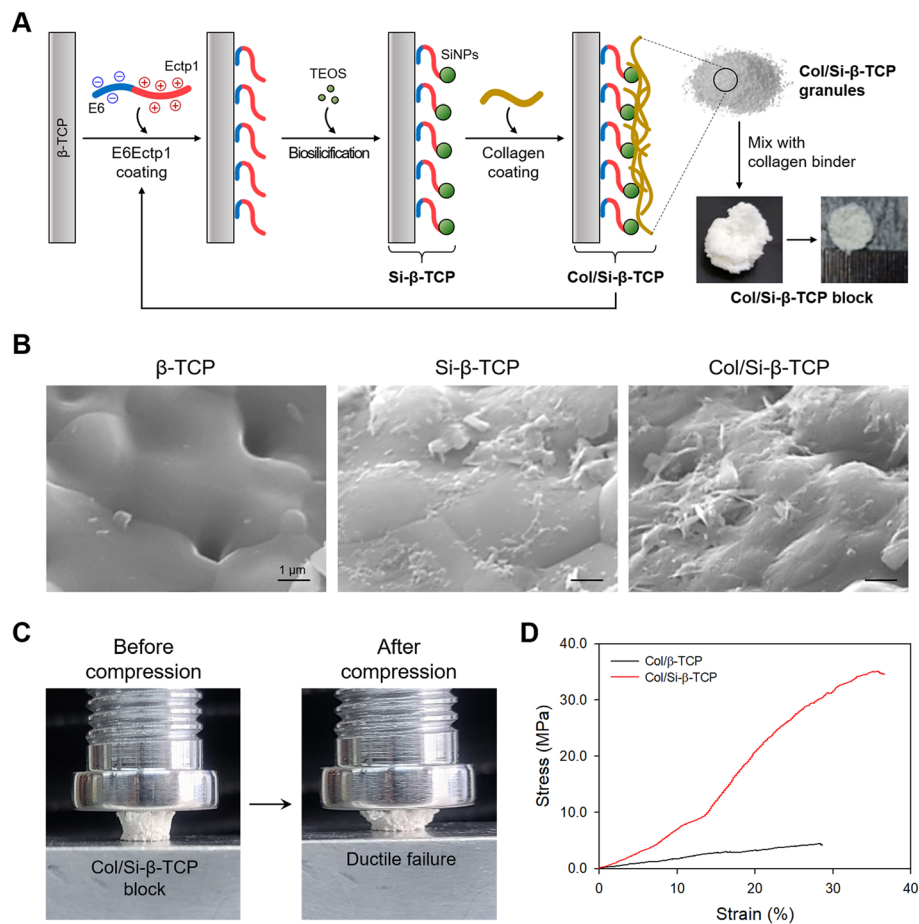 A
E6
Ectp1
β-TCP
E6Ectp1
coating
TEOS
Biosilicification
SiNPs
Collagen
coating
Si-β-TCP
Col/Si-β-TCP
Col/Si-β-TCP
granules
Mix with
collagen binder
Col/Si-β-TCP block
B
β-TCP
Si-β-TCP
Col/Si-β-TCP
1 μm
C
Before
compression
After
compression
Col/Si-β-TCP
block
Ductile failure
D
Col/β-TCP
Col/Si-β-TCP
Stress (MPa)
40.0
30.0
20.0
10.0
0.0
0
10
20
30
40
Strain (%)